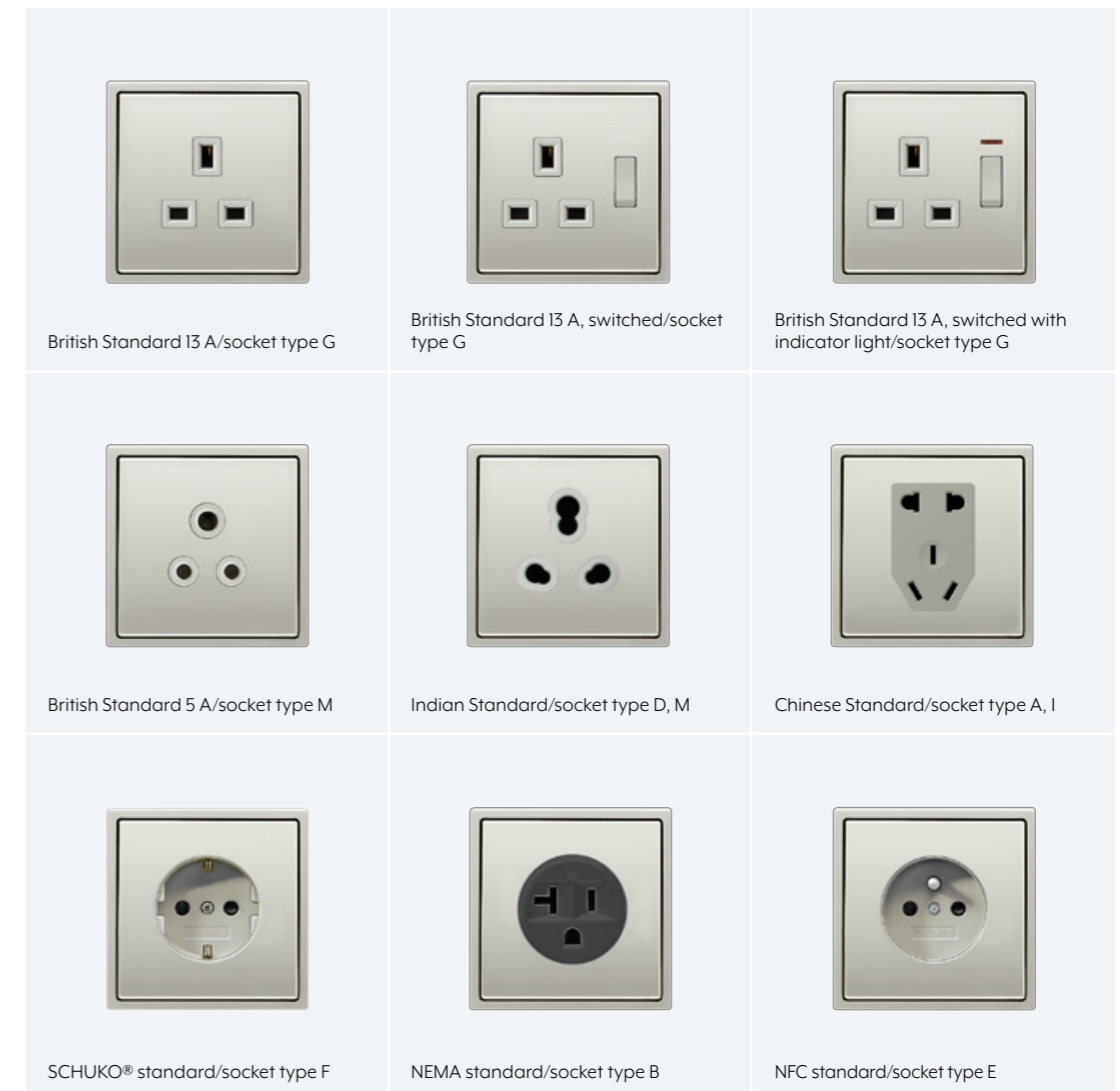 British Standard 13 A/socket type G
British Standard 13 A, switched/socket
type G
British Standard 13 A, switched with
indicator light/socket type G
British Standard 5 A/socket type M
Indian Standard/socket type D, M
Chinese Standard/socket type A, I
SCHUKO® standard/socket type F
NEMA standard/socket type B
NFC standard/socket type E